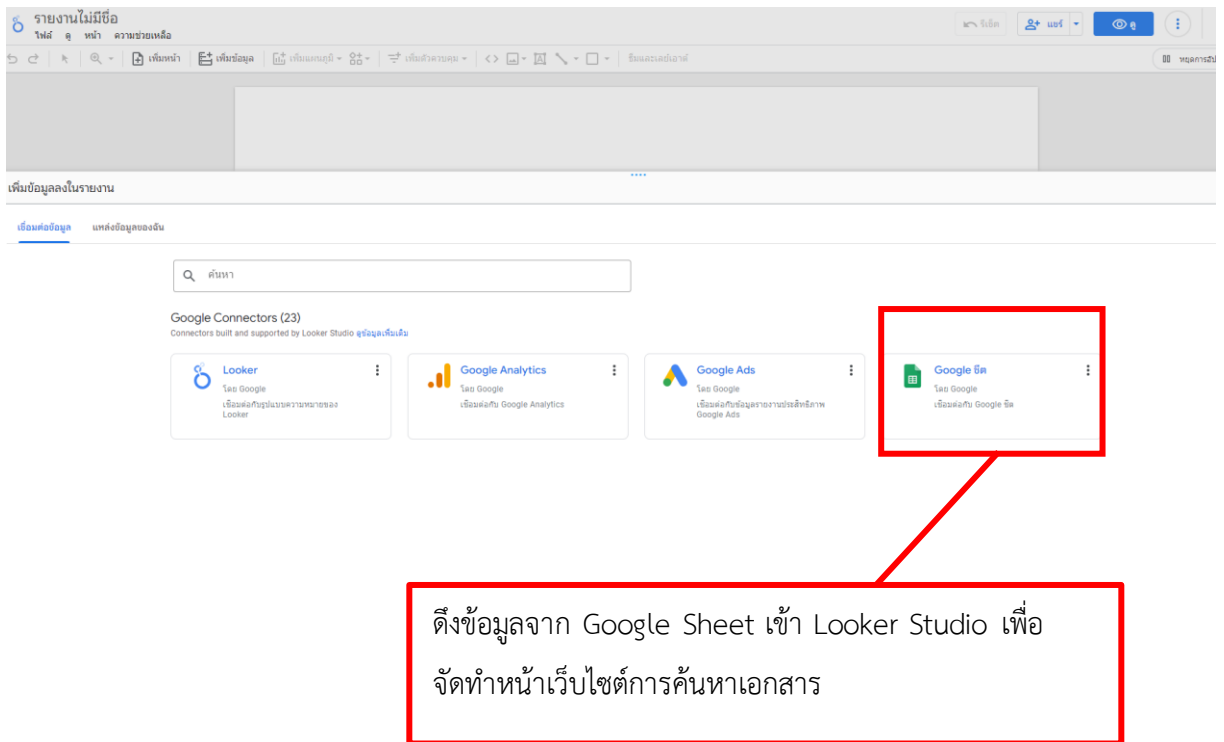 รายงานไม่มีชื่อ
ไฟล์ ดู หน้า ความช่วยเหลือ
รีเซ็ต
แชร์
ดู
เพิ่มหน้า เพิ่มข้อมูล เพิ่มแผนภูมิ เพิ่มตัวควบคุม ธีมและเลย์เอาต์
หยุดการอัป
เพิ่มข้อมูลลงในรายงาน
เชื่อมต่อข้อมูล แหล่งข้อมูลของฉัน
ค้นหา
Google Connectors (23)
Connectors built and supported by Looker Studio ดูข้อมูลเพิ่มเติม
Looker
โดย Google
เชื่อมต่อกับรูปแบบความหมายของ
Looker
Google Analytics
โดย Google
เชื่อมต่อกับ Google Analytics
Google Ads
โดย Google
เชื่อมต่อกับข้อมูลรายงานประสิทธิภาพ
Google Ads
Google ชีต
โดย Google
เชื่อมต่อกับ Google ชีต
ดึงข้อมูลจาก Google Sheet เข้า Looker Studio เพื่อ
จัดทำหน้าเว็บไซต์การค้นหาเอกสาร